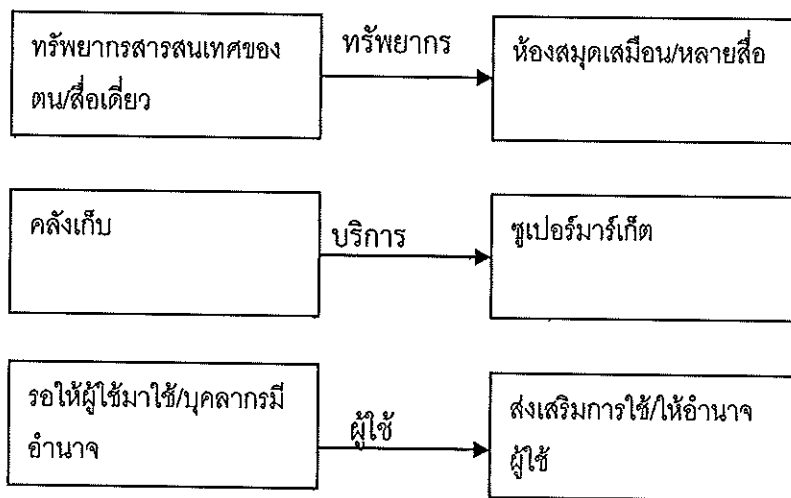 ทรัพยากรสารสนเทศของ
ตน/สื่อเดี่ยว
ทรัพยากร
ห้องสมุดเสมือน/หลายสื่อ
คลังเก็บ
บริการ
ซูเปอร์มาร์เก็ต
รอให้ผู้ใช้มาใช้/บุคลากรมี
อำนาจ
ผู้ใช้
ส่งเสริมการใช้/ให้อำนาจ
ผู้ใช้